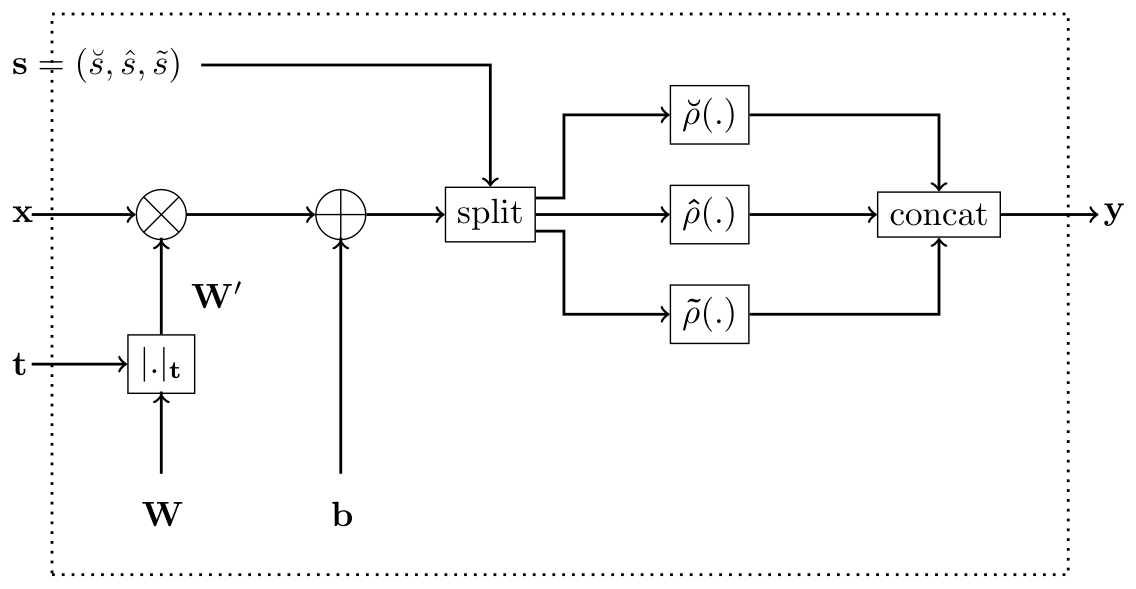 s = (s̆, ŝ, s̃)
ρ̆(.)
x
split
ρ̂(.)
concat
y
W′
ρ̃(.)
t
|.|ₜ
W
b